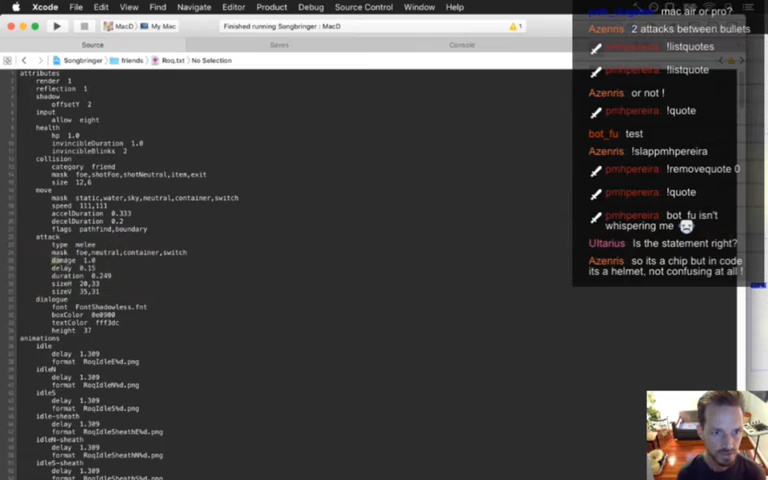 Xcode File Edit View Find Navigate Editor Product Debug Source Control Window Help
MacD My Mac
Finished running Songbringer : MacD
1
Source
Console
Songbringer friends Roq.txt No Selection
attributes
render 1
reflection 1
shadow
offsetY 2
input
allow eight
health
hp 1.0
invincibleDuration 1.0
invincibleBlinks 2
collision
category friend
mask foe,shotFoe,shotNeutral,item,exit
size 12,6
move
mask static,water,sky,neutral,container,switch
speed 111,111
accelDuration 0.333
decelDuration 0.2
flags pathfind,boundary
attack
type melee
mask foe,neutral,container,switch
damage 1.0
delay 0.15
duration 0.249
sizeH 20,33
sizeV 35,31
dialogue
font FontShadowless.fnt
boxColor 0e0900
textColor fff3dc
height 37
animations
idle
delay 1.309
format RoqIdleE%d.png
idleN
delay 1.309
format RoqIdleN%d.png
idleS
delay 1.309
format RoqIdleS%d.png
idle-sheath
delay 1.309
format RoqIdleSheathE%d.png
idleN-sheath
delay 1.309
format RoqIdleSheathN%d.png
idleS-sheath
delay 1.309
format RoqIdleSheathS%d.png
mac air or pro?
Azenris 2 attacks between bullets
pmhpereira !listquotes
pmhpereira !listquote
Azenris or not !
pmhpereira !quote
bot_fu test
Azenris !slappmhpereira
pmhpereira !removequote 0
pmhpereira !quote
pmhpereira bot_fu isn't
whispering me
Ultarius Is the statement right?
Azenris so its a chip but in code
its a helmet, not confusing at all !